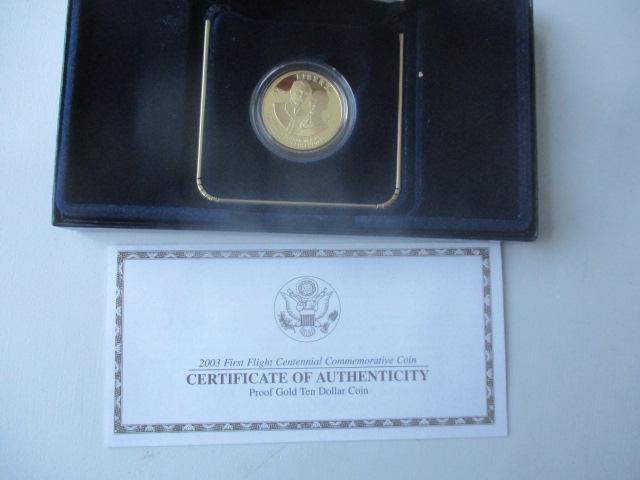 LIBERTY
2003 First Flight Centennial Commemorative Coin
CERTIFICATE OF AUTHENTICITY
Proof Gold Ten Dollar Coin